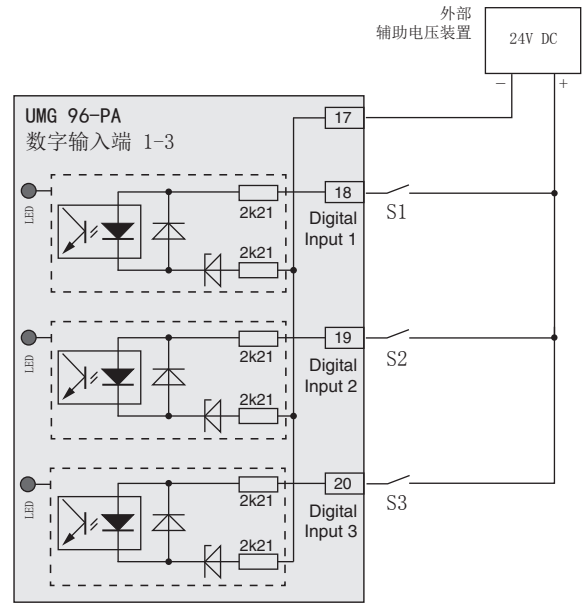 外部
辅助电压装置
24V DC
− +
UMG 96-PA
数字输入端 1-3
17
LED
2k21
18
S1
Digital
Input 1
2k21
LED
2k21
19
S2
Digital
Input 2
2k21
LED
2k21
20
S3
Digital
Input 3
2k21